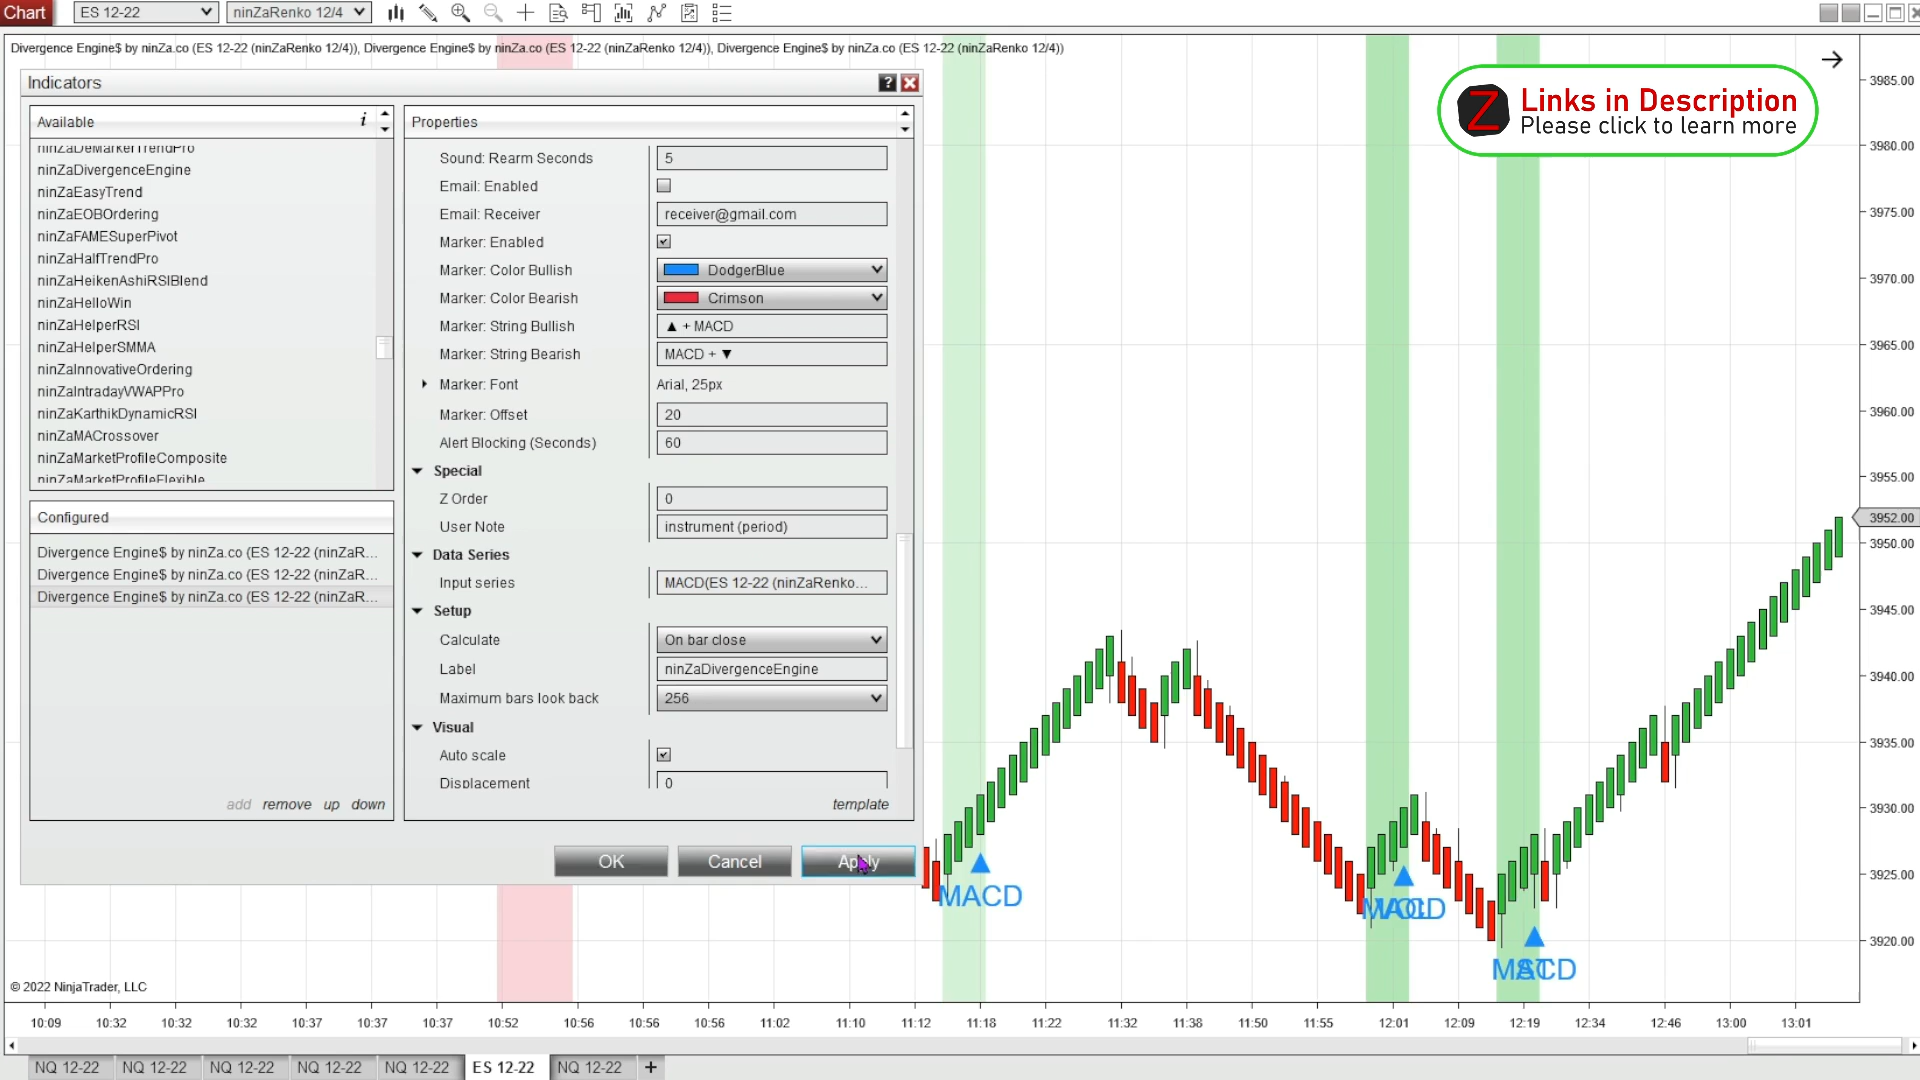 Chart
ES 12-22
ninZaRenko 12/4
Divergence Engine$ by ninZa.co (ES 12-22 (ninZaRenko 12/4)), Divergence Engine$ by ninZa.co (ES 12-22 (ninZaRenko 12/4)), Divergence Engine$ by ninZa.co (ES 12-22 (ninZaRenko 12/4))
Indicators
?
Available
i
ninZaDeMarkerTrendPro
ninZaDivergenceEngine
ninZaEasyTrend
ninZaEOBOrdering
ninZaFAMESuperPivot
ninZaHalfTrendPro
ninZaHeikenAshiRSIBlend
ninZaHelloWin
ninZaHelperRSI
ninZaHelperSMMA
ninZaInnovativeOrdering
ninZaIntradayVWAPPro
ninZaKarthikDynamicRSI
ninZaMACrossover
ninZaMarketProfileComposite
ninZaMarketProfileFlexible
Configured
Divergence Engine$ by ninZa.co (ES 12-22 (ninZaR...
Divergence Engine$ by ninZa.co (ES 12-22 (ninZaR...
Divergence Engine$ by ninZa.co (ES 12-22 (ninZaR...
add remove up down
Properties
Sound: Rearm Seconds 5
Email: Enabled
Email: Receiver receiver@gmail.com
Marker: Enabled
Marker: Color Bullish DodgerBlue
Marker: Color Bearish Crimson
Marker: String Bullish ▲ + MACD
Marker: String Bearish MACD + ▼
Marker: Font Arial, 25px
Marker: Offset 20
Alert Blocking (Seconds) 60
Special
Z Order 0
User Note instrument (period)
Data Series
Input series MACD(ES 12-22 (ninZaRenko...
Setup
Calculate On bar close
Label ninZaDivergenceEngine
Maximum bars look back 256
Visual
Auto scale
Displacement 0
template
OK Cancel Apply
Z
Links in Description
Please click to learn more
3985.00
3980.00
3975.00
3970.00
3965.00
3960.00
3955.00
3952.00
3950.00
3945.00
3940.00
3935.00
3930.00
3925.00
3920.00
MACD
MACD
MACD
© 2022 NinjaTrader, LLC
10:09 10:32 10:32 10:32 10:37 10:37 10:37 10:52 10:56 10:56 10:56 11:02 11:10 11:12 11:18 11:22 11:32 11:38 11:50 11:55 12:01 12:09 12:19 12:34 12:46 13:00 13:01
NQ 12-22 NQ 12-22 NQ 12-22 NQ 12-22 NQ 12-22 ES 12-22 NQ 12-22 +